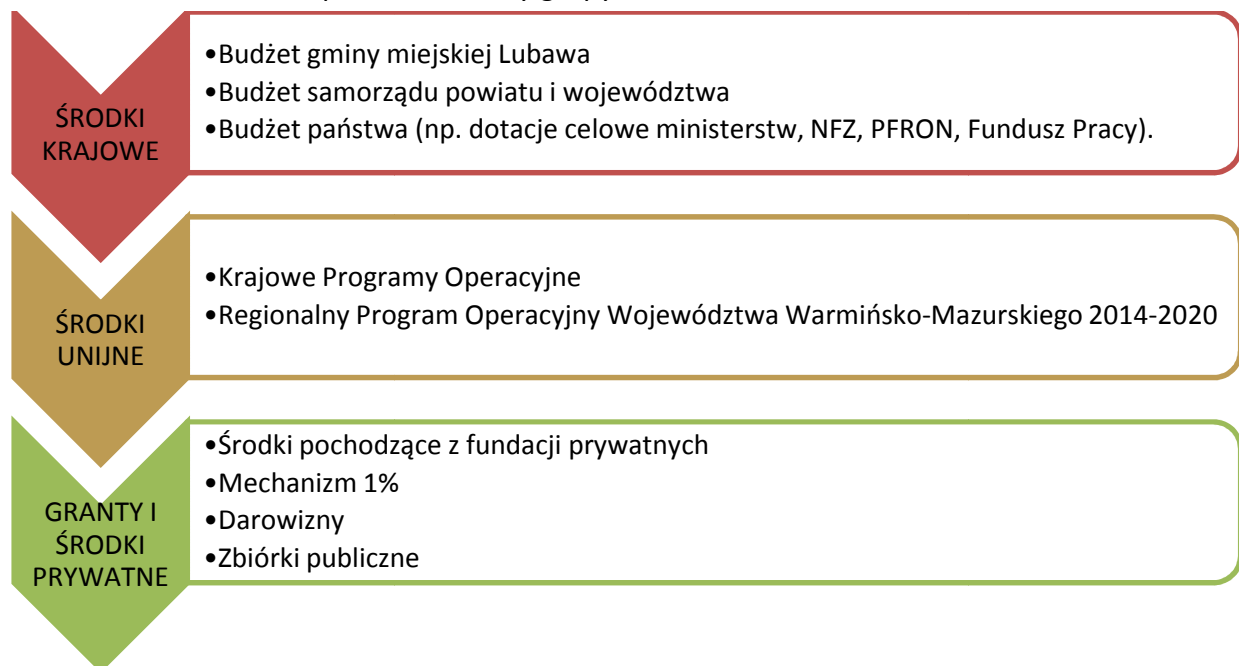 ŚRODKI
KRAJOWE
•Budżet gminy miejskiej Lubawa
•Budżet samorządu powiatu i województwa
•Budżet państwa (np. dotacje celowe ministerstw, NFZ, PFRON, Fundusz Pracy).
ŚRODKI
UNIJNE
•Krajowe Programy Operacyjne
•Regionalny Program Operacyjny Województwa Warmińsko-Mazurskiego 2014-2020
GRANTY I
ŚRODKI
PRYWATNE
•Środki pochodzące z fundacji prywatnych
•Mechanizm 1%
•Darowizny
•Zbiórki publiczne